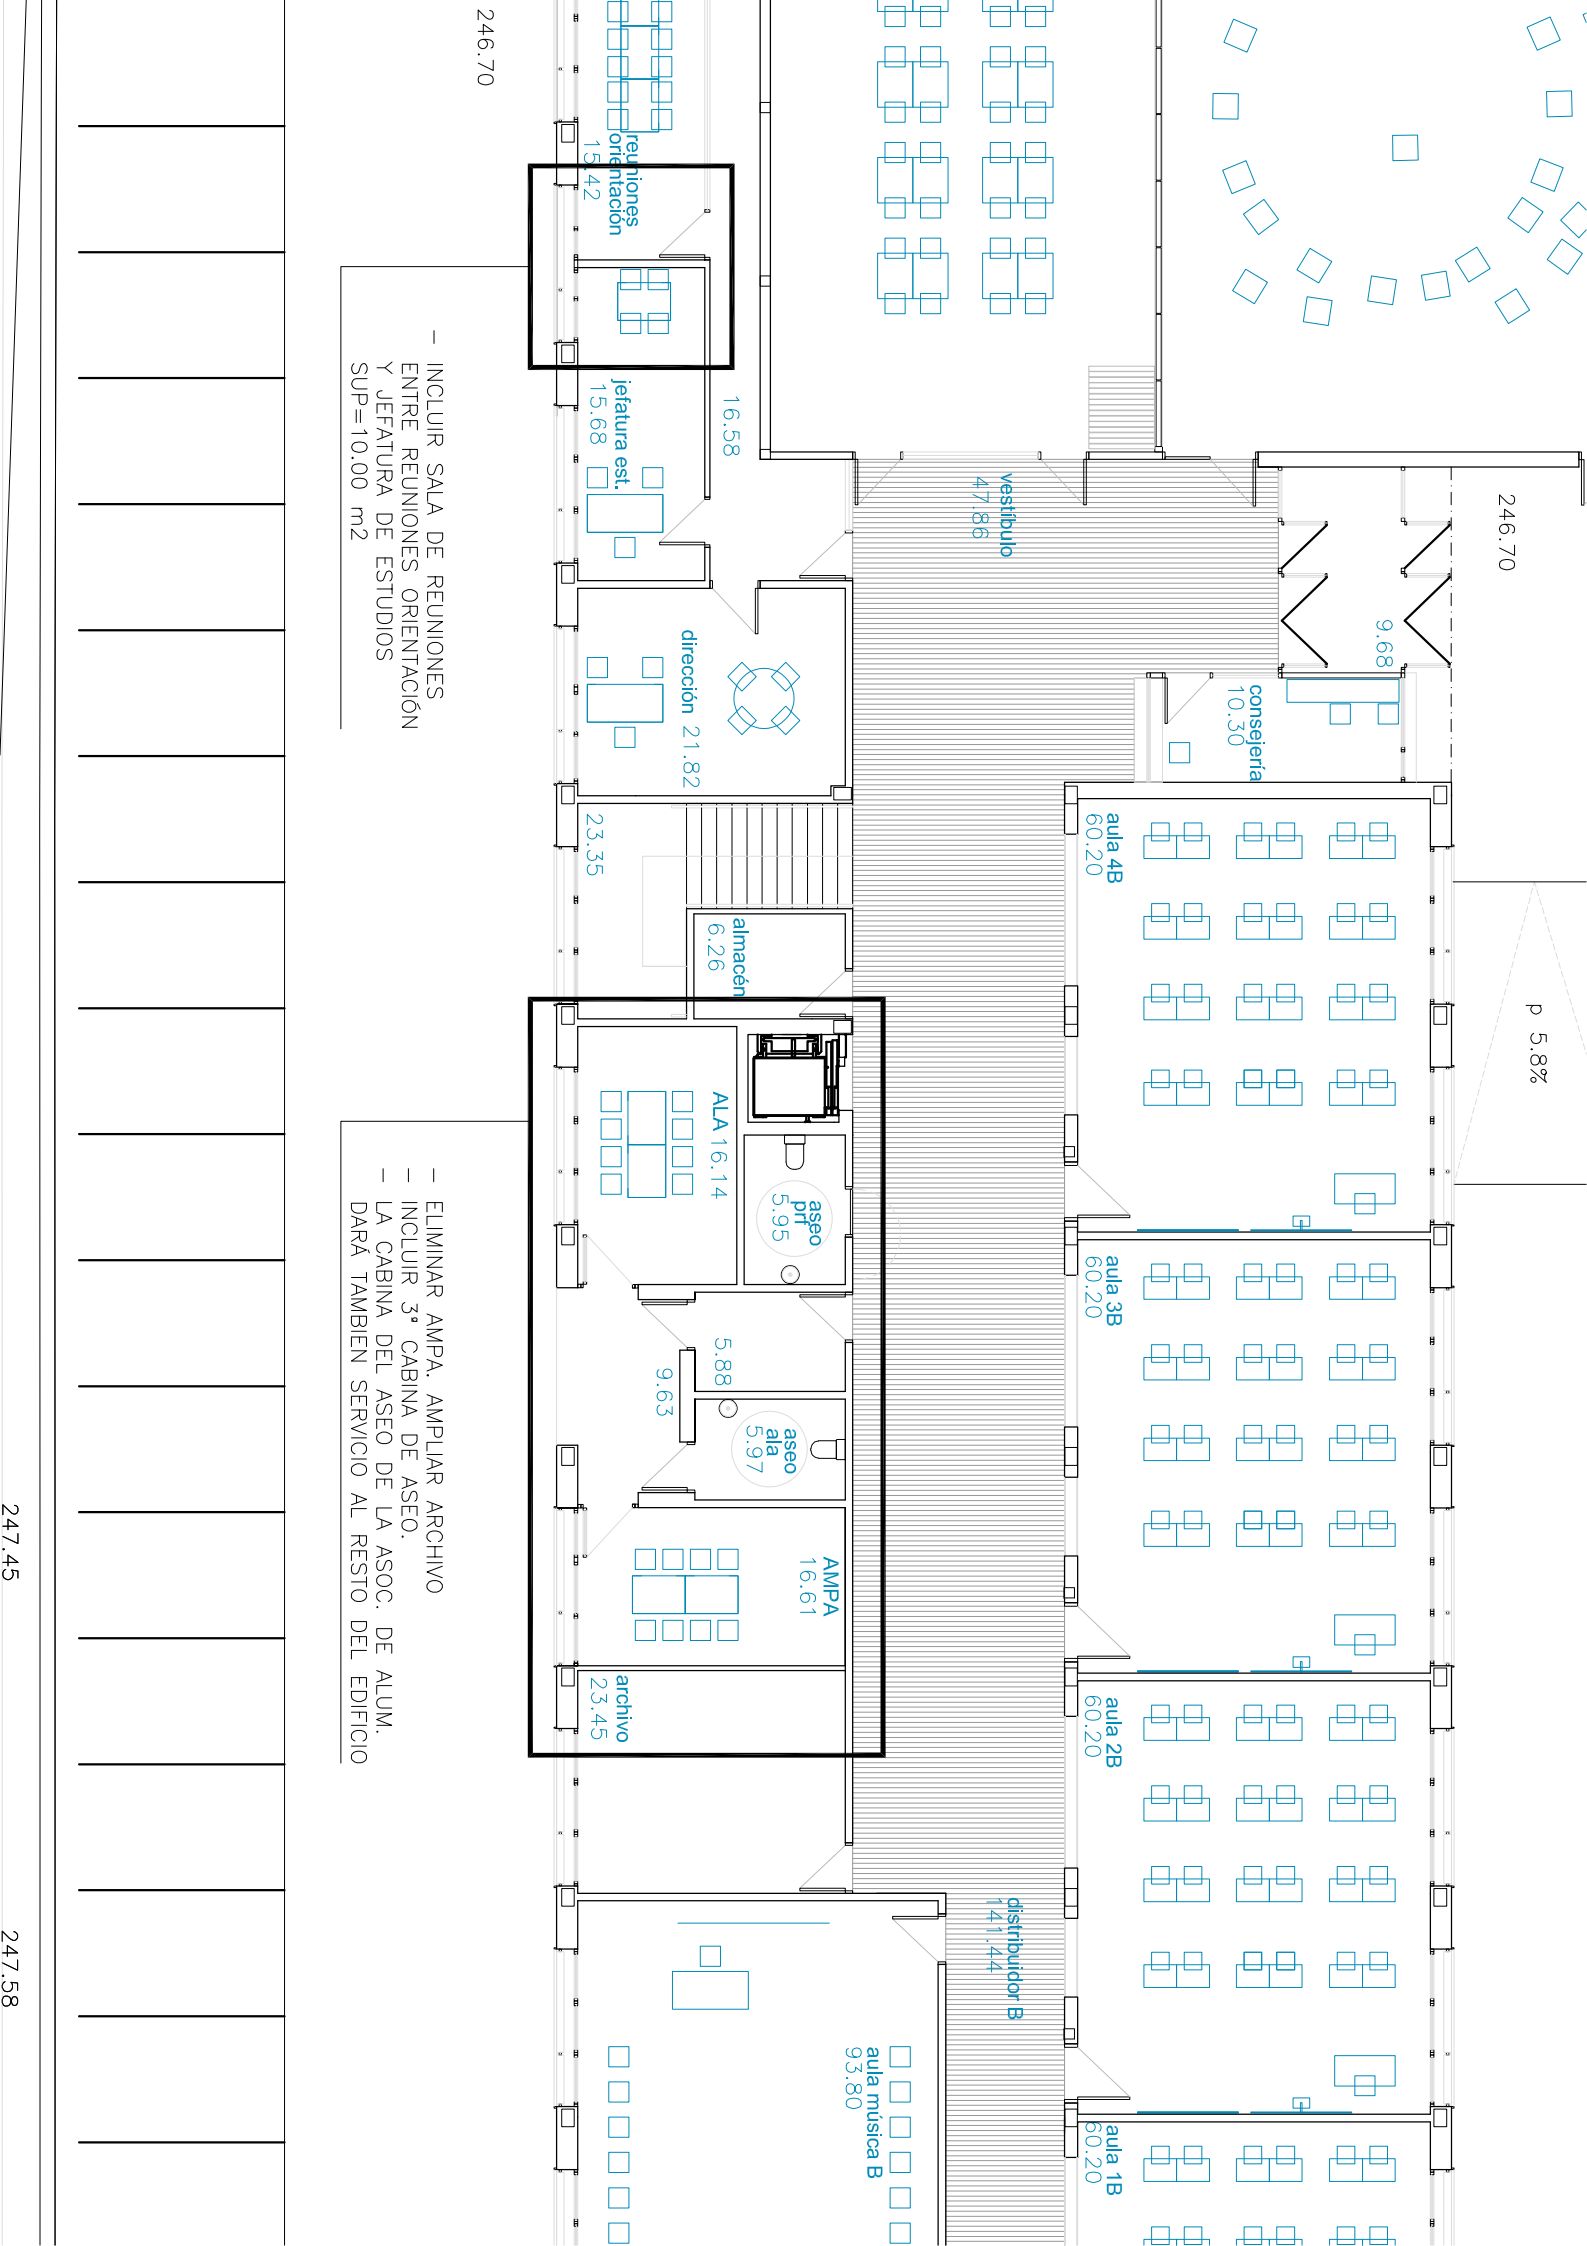 246.70
reuniones
orientación
15.42
jefatura est.
15.68
16.58
vestíbulo
47.86
246.70
9.68
consejería
10.30
dirección 21.82
23.35
almacén
6.26
aula 4B
60.20
p 5.8%
ALA 16.14
aseo
prf
5.95
5.88
9.63
aseo
ala
5.97
AMPA
16.61
archivo
23.45
aula 3B
60.20
aula 2B
60.20
distribuidor B
141.44
aula música B
93.80
aula 1B
60.20
– INCLUIR SALA DE REUNIONES
ENTRE REUNIONES ORIENTACIÓN
Y JEFATURA DE ESTUDIOS
SUP=10.00 m2
– ELIMINAR AMPA. AMPLIAR ARCHIVO
– INCLUIR 3ª CABINA DE ASEO.
– LA CABINA DEL ASEO DE LA ASOC. DE ALUM.
DARÁ TAMBIEN SERVICIO AL RESTO DEL EDIFICIO
247.45
247.58